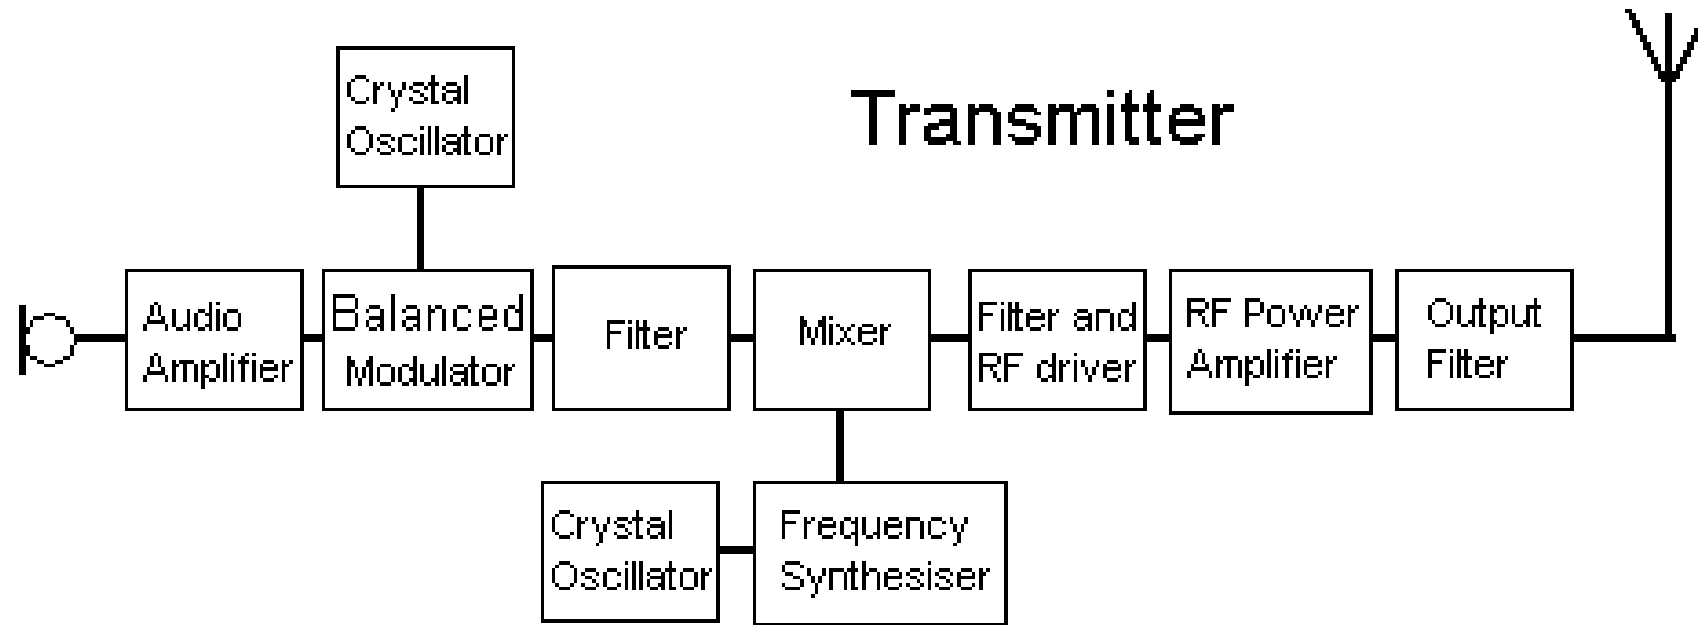 Transmitter
Crystal
Oscillator
Audio
Amplifier
Balanced
Modulator
Filter
Mixer
Filter and
RF driver
RF Power
Amplifier
Output
Filter
Crystal
Oscillator
Frequency
Synthesiser